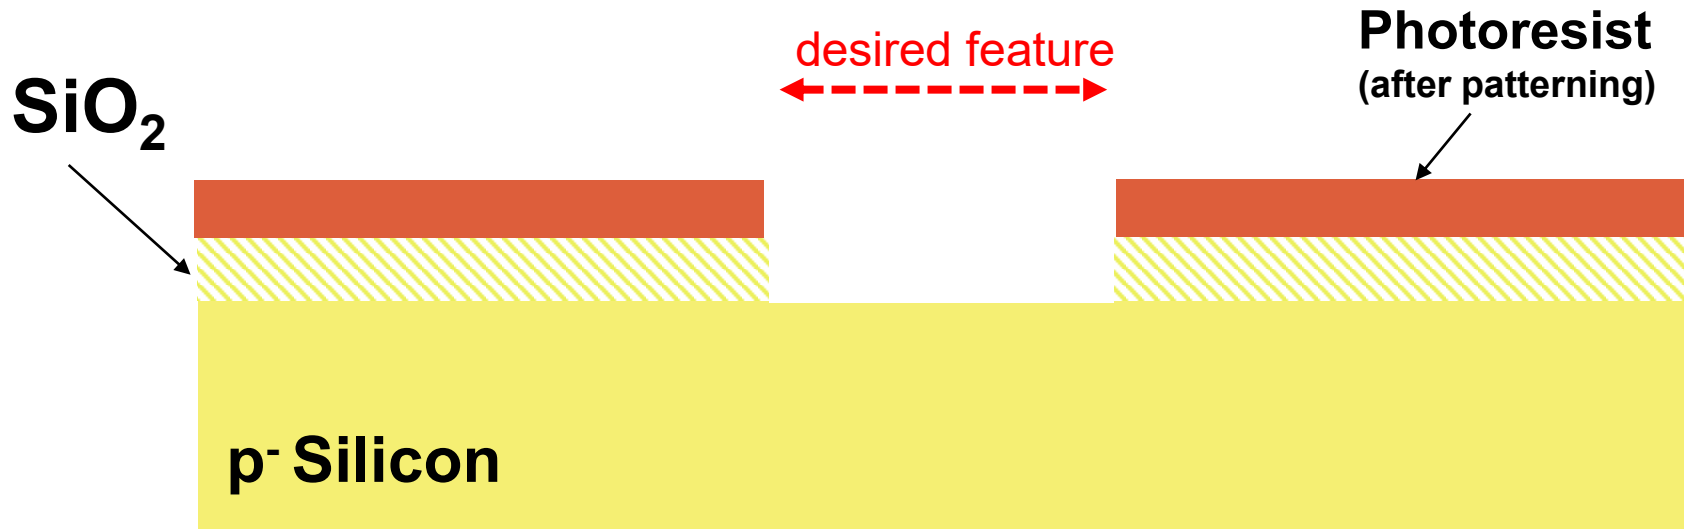 desired feature
Photoresist
(after patterning)
SiO₂
p⁻ Silicon